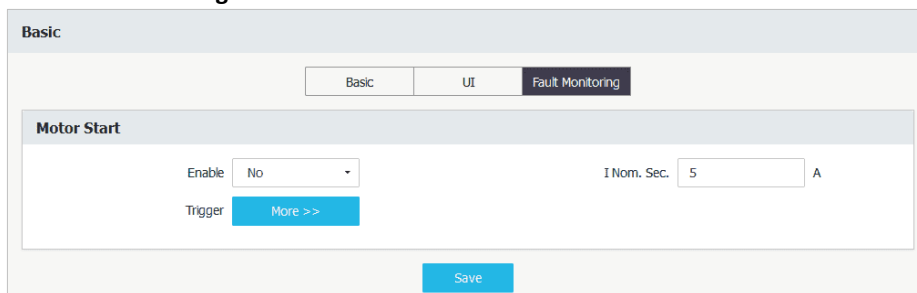 Basic
Basic UI Fault Monitoring
Motor Start
Enable No I Nom. Sec. 5 A
Trigger More >>
Save